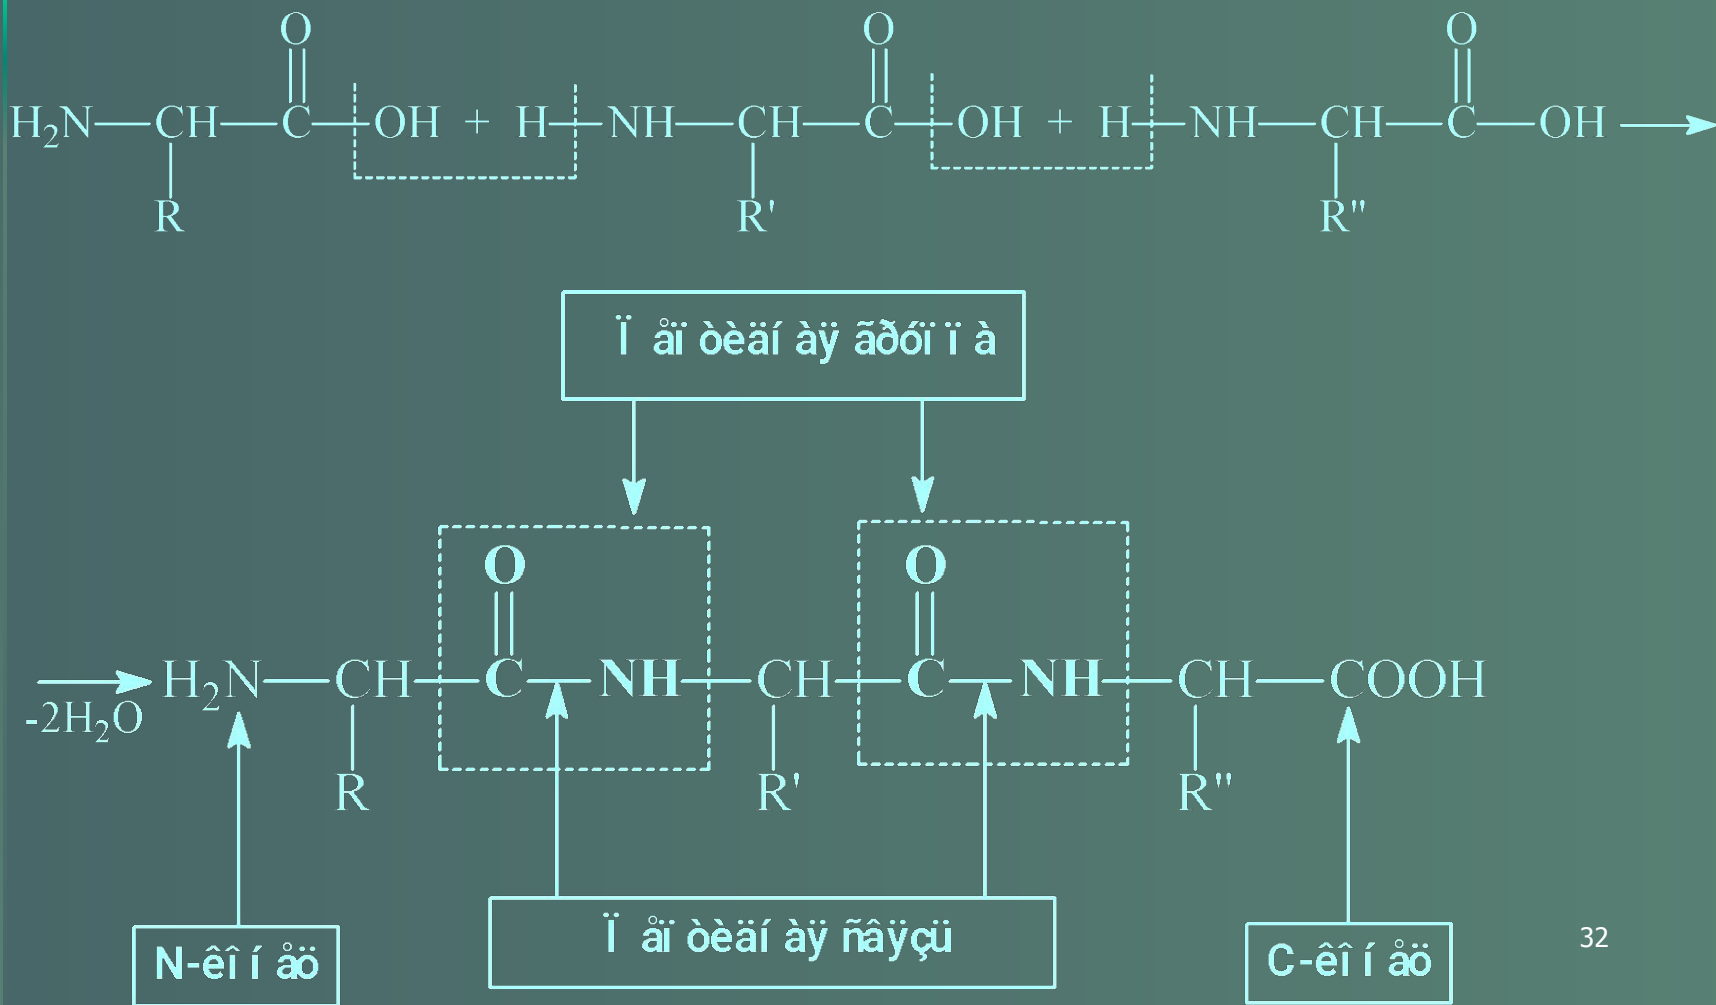 O O O
H₂N—CH—C—OH + H—NH—CH—C—OH + H—NH—CH—C—OH
R R' R"
Ï åï òèäí àÿ ãðóï ï à
O O
-2H₂O H₂N—CH—C—NH—CH—C—NH—CH—COOH
R R' R"
N-êî í åö Ï åï òèäí àÿ ñâÿçü C-êî í åö
32